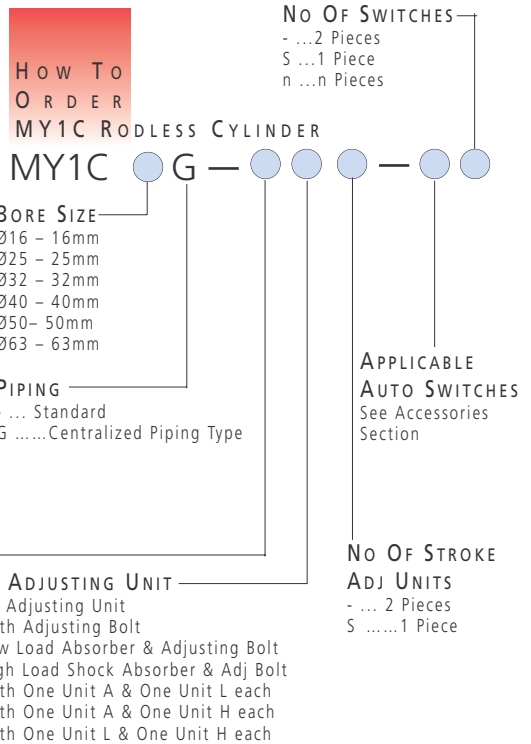 NO OF SWITCHES
- ...2 Pieces
S ...1 Piece
n ...n Pieces
HOW TO
ORDER
MY1C RODLESS CYLINDER
MY1C G –
–
BORE SIZE
Ø16 – 16mm
Ø25 – 25mm
Ø32 – 32mm
Ø40 – 40mm
Ø50– 50mm
Ø63 – 63mm
PIPING
... Standard
G ......Centralized Piping Type
APPLICABLE
AUTO SWITCHES
See Accessories
Section
ADJUSTING UNIT
Adjusting Unit
Adjusting Bolt
Load Absorber & Adjusting Bolt
Load Shock Absorber & Adj Bolt
One Unit A & One Unit L each
One Unit A & One Unit H each
One Unit L & One Unit H each
NO OF STROKE
ADJ UNITS
- ... 2 Pieces
S ......1 Piece